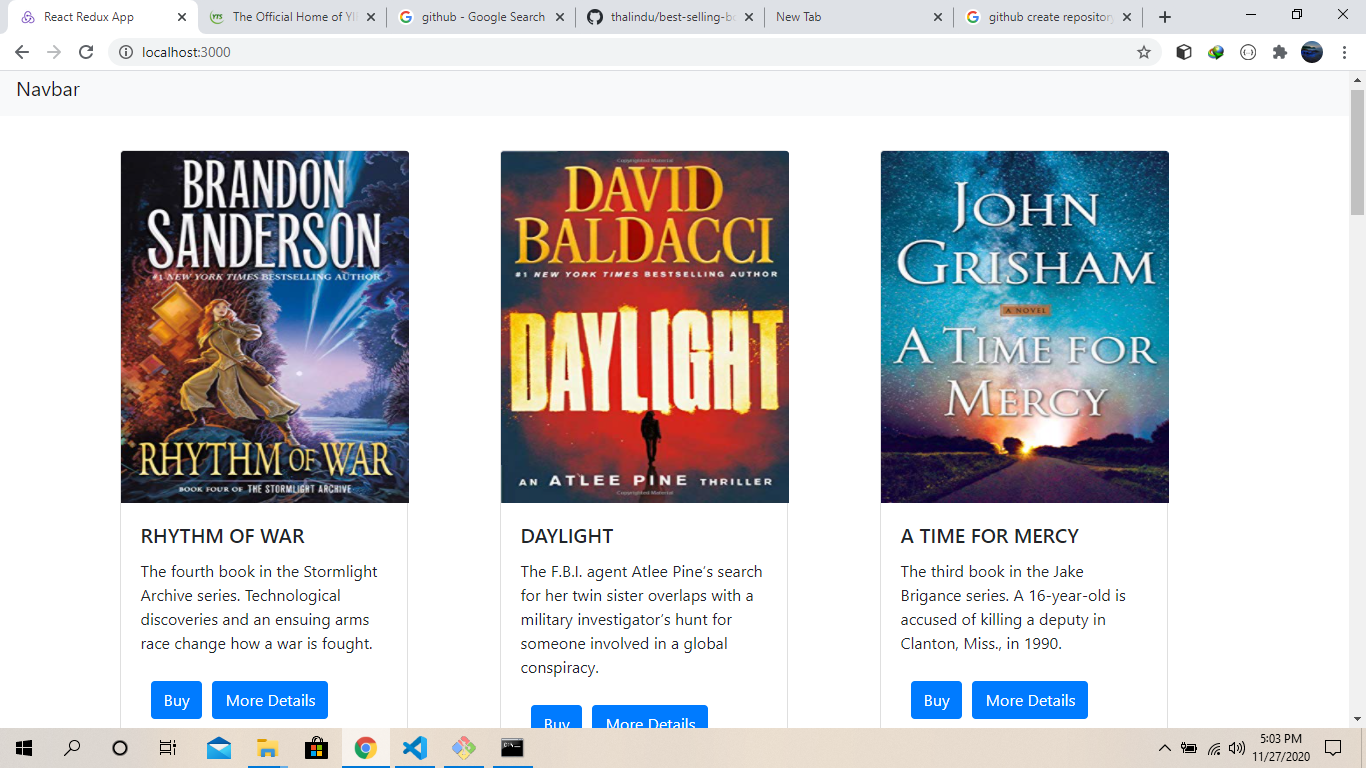 React Redux App
The Official Home of YI
github - Google Search
thalindu/best-selling-b
New Tab
github create repository
localhost:3000
Navbar
BRANDON
SANDERSON
#1 NEW YORK TIMES BESTSELLING AUTHOR
RHYTHM OF WAR
BOOK FOUR OF THE STORMLIGHT ARCHIVE
RHYTHM OF WAR
The fourth book in the Stormlight
Archive series. Technological
discoveries and an ensuing arms
race change how a war is fought.
Buy More Details
Copyrighted Material
DAVID
BALDACCI
#1 NEW YORK TIMES BESTSELLING AUTHOR
DAYLIGHT
AN ATLEE PINE THRILLER
Copyrighted Material
DAYLIGHT
The F.B.I. agent Atlee Pine’s search
for her twin sister overlaps with a
military investigator’s hunt for
someone involved in a global
conspiracy.
Buy More Details
JOHN
GRISHAM
A NOVEL
A TIME FOR
MERCY
A TIME FOR MERCY
The third book in the Jake
Brigance series. A 16-year-old is
accused of killing a deputy in
Clanton, Miss., in 1990.
Buy More Details
5:03 PM
11/27/2020